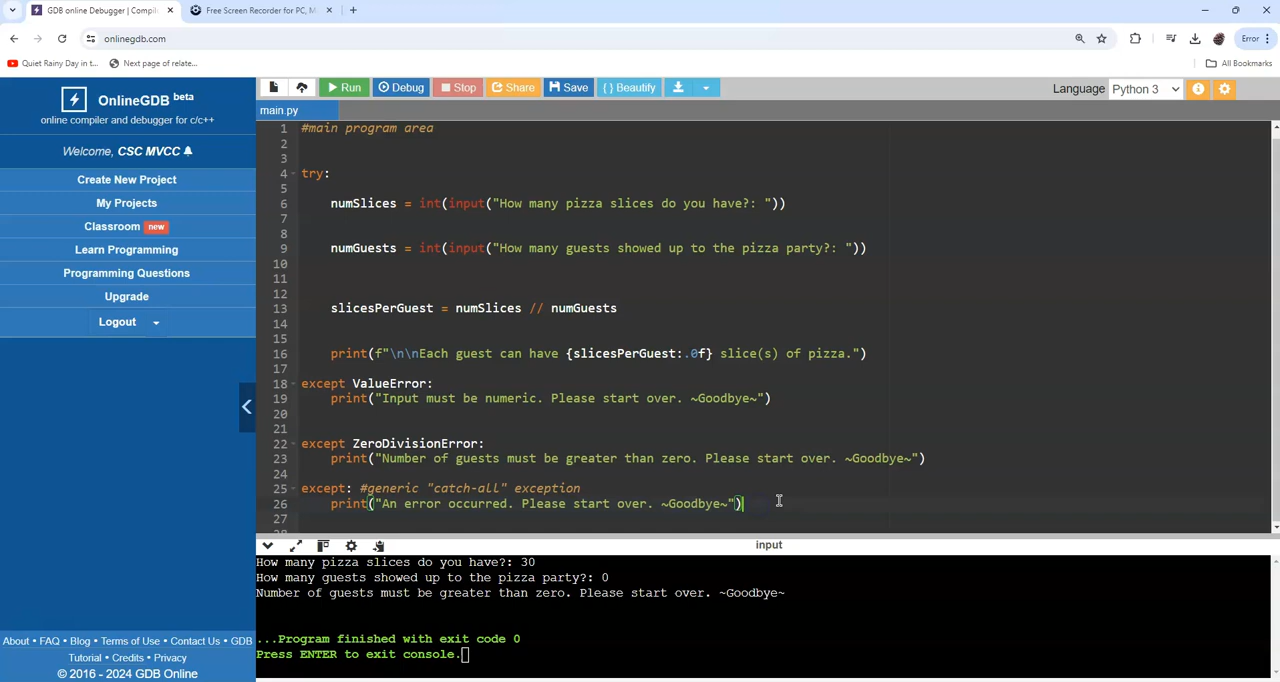 GDB online Debugger | Compil
Free Screen Recorder for PC, M
onlinegdb.com
Error
Quiet Rainy Day in t...
Next page of relate...
All Bookmarks
OnlineGDB beta
online compiler and debugger for c/c++
Welcome, CSC MVCC
Create New Project
My Projects
Classroom new
Learn Programming
Programming Questions
Upgrade
Logout
About • FAQ • Blog • Terms of Use • Contact Us • GDB
Tutorial • Credits • Privacy
© 2016 - 2024 GDB Online
Run Debug Stop Share Save { } Beautify
Language Python 3
main.py
1 #main program area
2
3
4 try:
5
6 numSlices = int(input("How many pizza slices do you have?: "))
7
8
9 numGuests = int(input("How many guests showed up to the pizza party?: "))
10
11
12
13 slicesPerGuest = numSlices // numGuests
14
15
16 print(f"\n\nEach guest can have {slicesPerGuest:.0f} slice(s) of pizza.")
17
18 except ValueError:
19 print("Input must be numeric. Please start over. ~Goodbye~")
20
21
22 except ZeroDivisionError:
23 print("Number of guests must be greater than zero. Please start over. ~Goodbye~")
24
25 except: #generic "catch-all" exception
26 print("An error occurred. Please start over. ~Goodbye~")
27
28
input
How many pizza slices do you have?: 30
How many guests showed up to the pizza party?: 0
Number of guests must be greater than zero. Please start over. ~Goodbye~
...Program finished with exit code 0
Press ENTER to exit console.